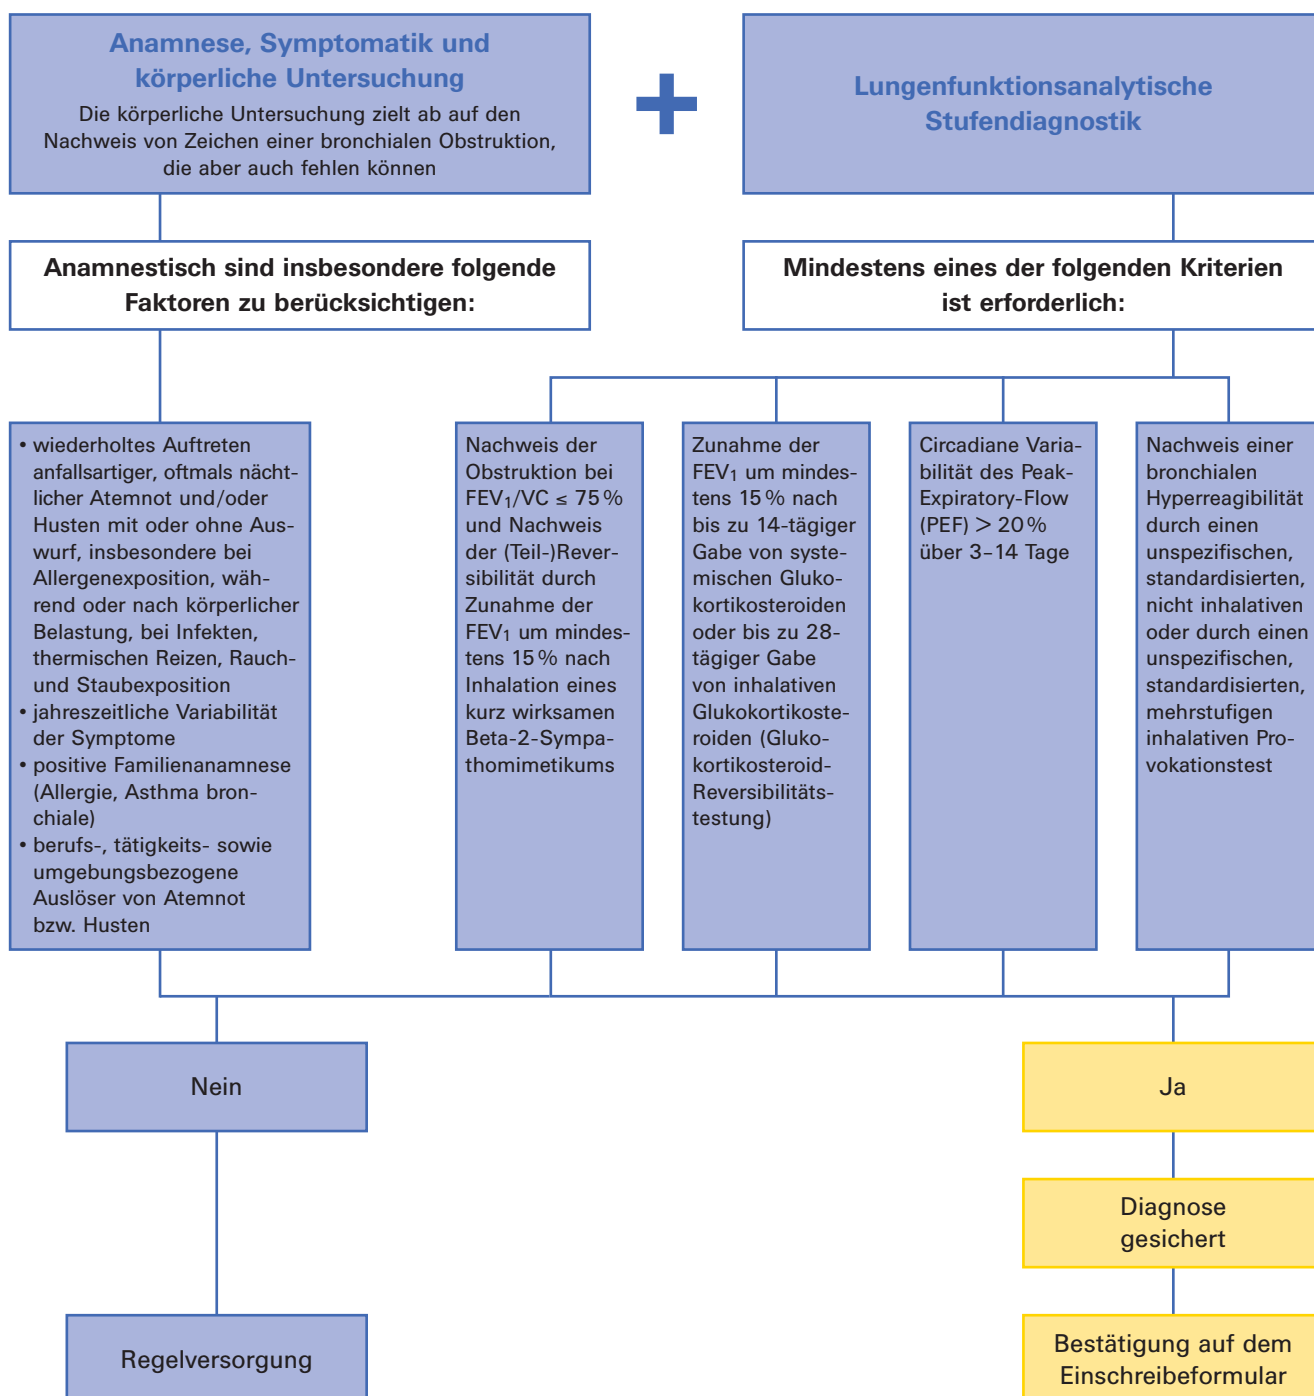 Anamnese, Symptomatik und
körperliche Untersuchung
Die körperliche Untersuchung zielt ab auf den
Nachweis von Zeichen einer bronchialen Obstruktion,
die aber auch fehlen können
+
Lungenfunktionsanalytische
Stufendiagnostik
Anamnestisch sind insbesondere folgende
Faktoren zu berücksichtigen:
Mindestens eines der folgenden Kriterien
ist erforderlich:
• wiederholtes Auftreten
anfallsartiger, oftmals nächt-
licher Atemnot und/oder
Husten mit oder ohne Aus-
wurf, insbesondere bei
Allergenexposition, wäh-
rend oder nach körperlicher
Belastung, bei Infekten,
thermischen Reizen, Rauch-
und Staubexposition
• jahreszeitliche Variabilität
der Symptome
• positive Familienanamnese
(Allergie, Asthma bron-
chiale)
• berufs-, tätigkeits- sowie
umgebungsbezogene
Auslöser von Atemnot
bzw. Husten
Nachweis der
Obstruktion bei
FEV₁/VC ≤ 75 %
und Nachweis
der (Teil-)Rever-
sibilität durch
Zunahme der
FEV₁ um mindes-
tens 15 % nach
Inhalation eines
kurz wirksamen
Beta-2-Sympa-
thomimetikums
Zunahme der
FEV₁ um mindes-
tens 15 % nach
bis zu 14-tägiger
Gabe von syste-
mischen Gluko-
kortikosteroiden
oder bis zu 28-
tägiger Gabe
von inhalativen
Glukokortikoste-
roiden (Gluko-
kortikosteroid-
Reversibilitäts-
testung)
Circadiane Varia-
bilität des Peak-
Expiratory-Flow
(PEF) > 20 %
über 3–14 Tage
Nachweis einer
bronchialen
Hyperreagibilität
durch einen
unspezifischen,
standardisierten,
nicht inhalativen
oder durch einen
unspezifischen,
standardisierten,
mehrstufigen
inhalativen Pro-
vokationstest
Nein
Ja
Diagnose
gesichert
Regelversorgung
Bestätigung auf dem
Einschreibeformular